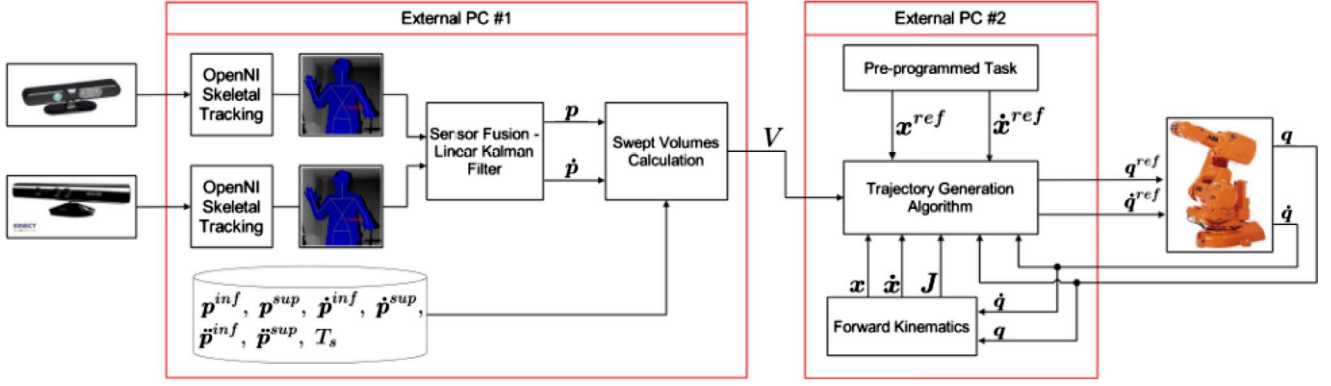 External PC #1
External PC #2
OpenNI
Skeletal
Tracking
OpenNI
Skeletal
Tracking
KINECT
Sensor Fusion -
Linear Kalman
Filter
p
ṗ
Swept Volumes
Calculation
V
p^{inf}, p^{sup}, ṗ^{inf}, ṗ^{sup},
p̈^{inf}, p̈^{sup}, T_s
Pre-programmed Task
x^{ref} ẋ^{ref}
Trajectory Generation
Algorithm
x ẋ J
Forward Kinematics
q̇
q
q^{ref}
q̇^{ref}
ABB
q
q̇